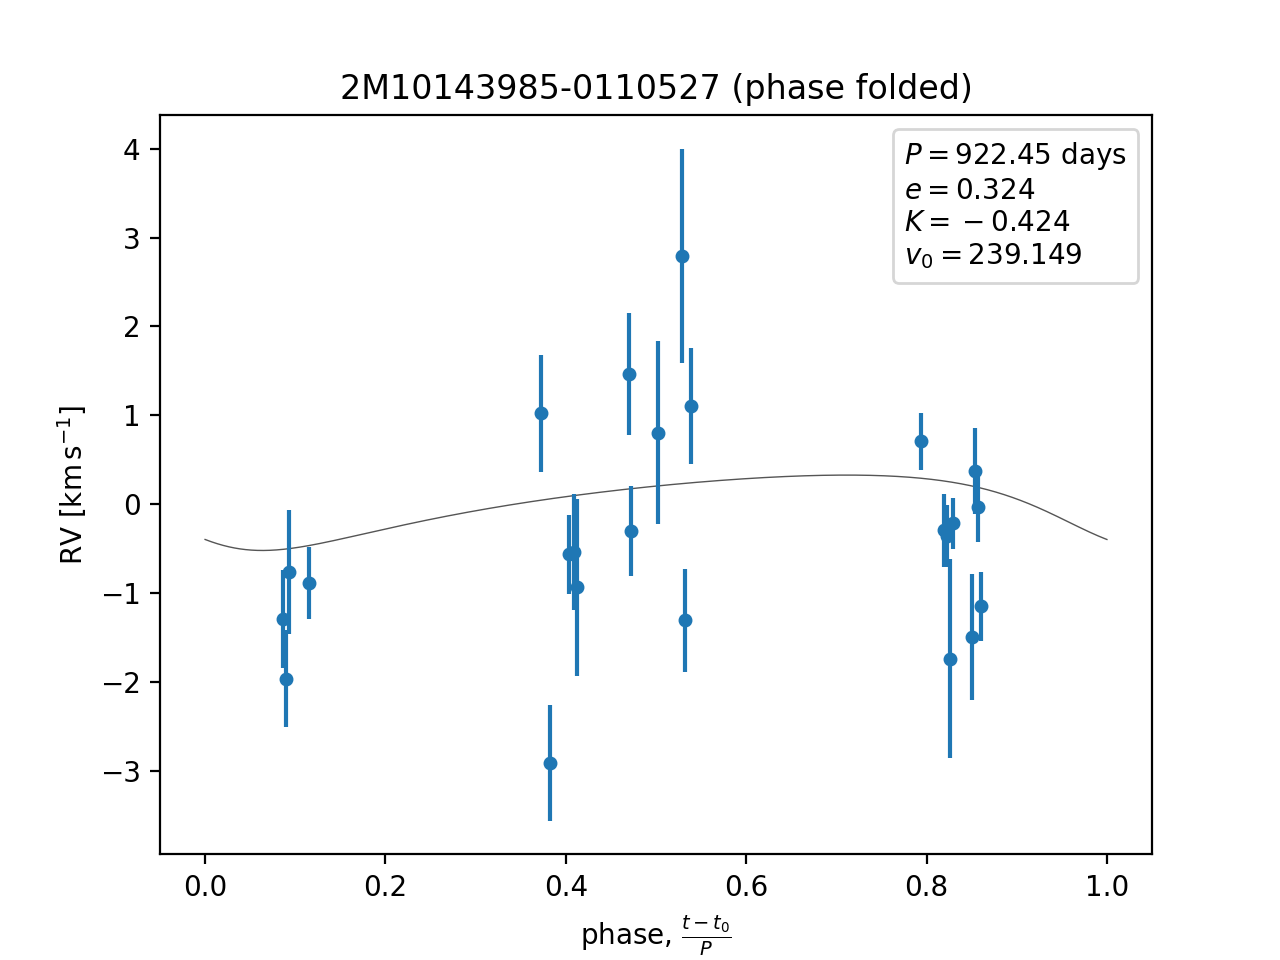 2M10143985-0110527 (phase folded)
P = 922.45 days
e = 0.324
K = −0.424
v₀ = 239.149
RV [km s⁻¹]
4
3
2
1
0
−1
−2
−3
0.0 0.2 0.4 0.6 0.8 1.0
phase, (t − t₀)/P